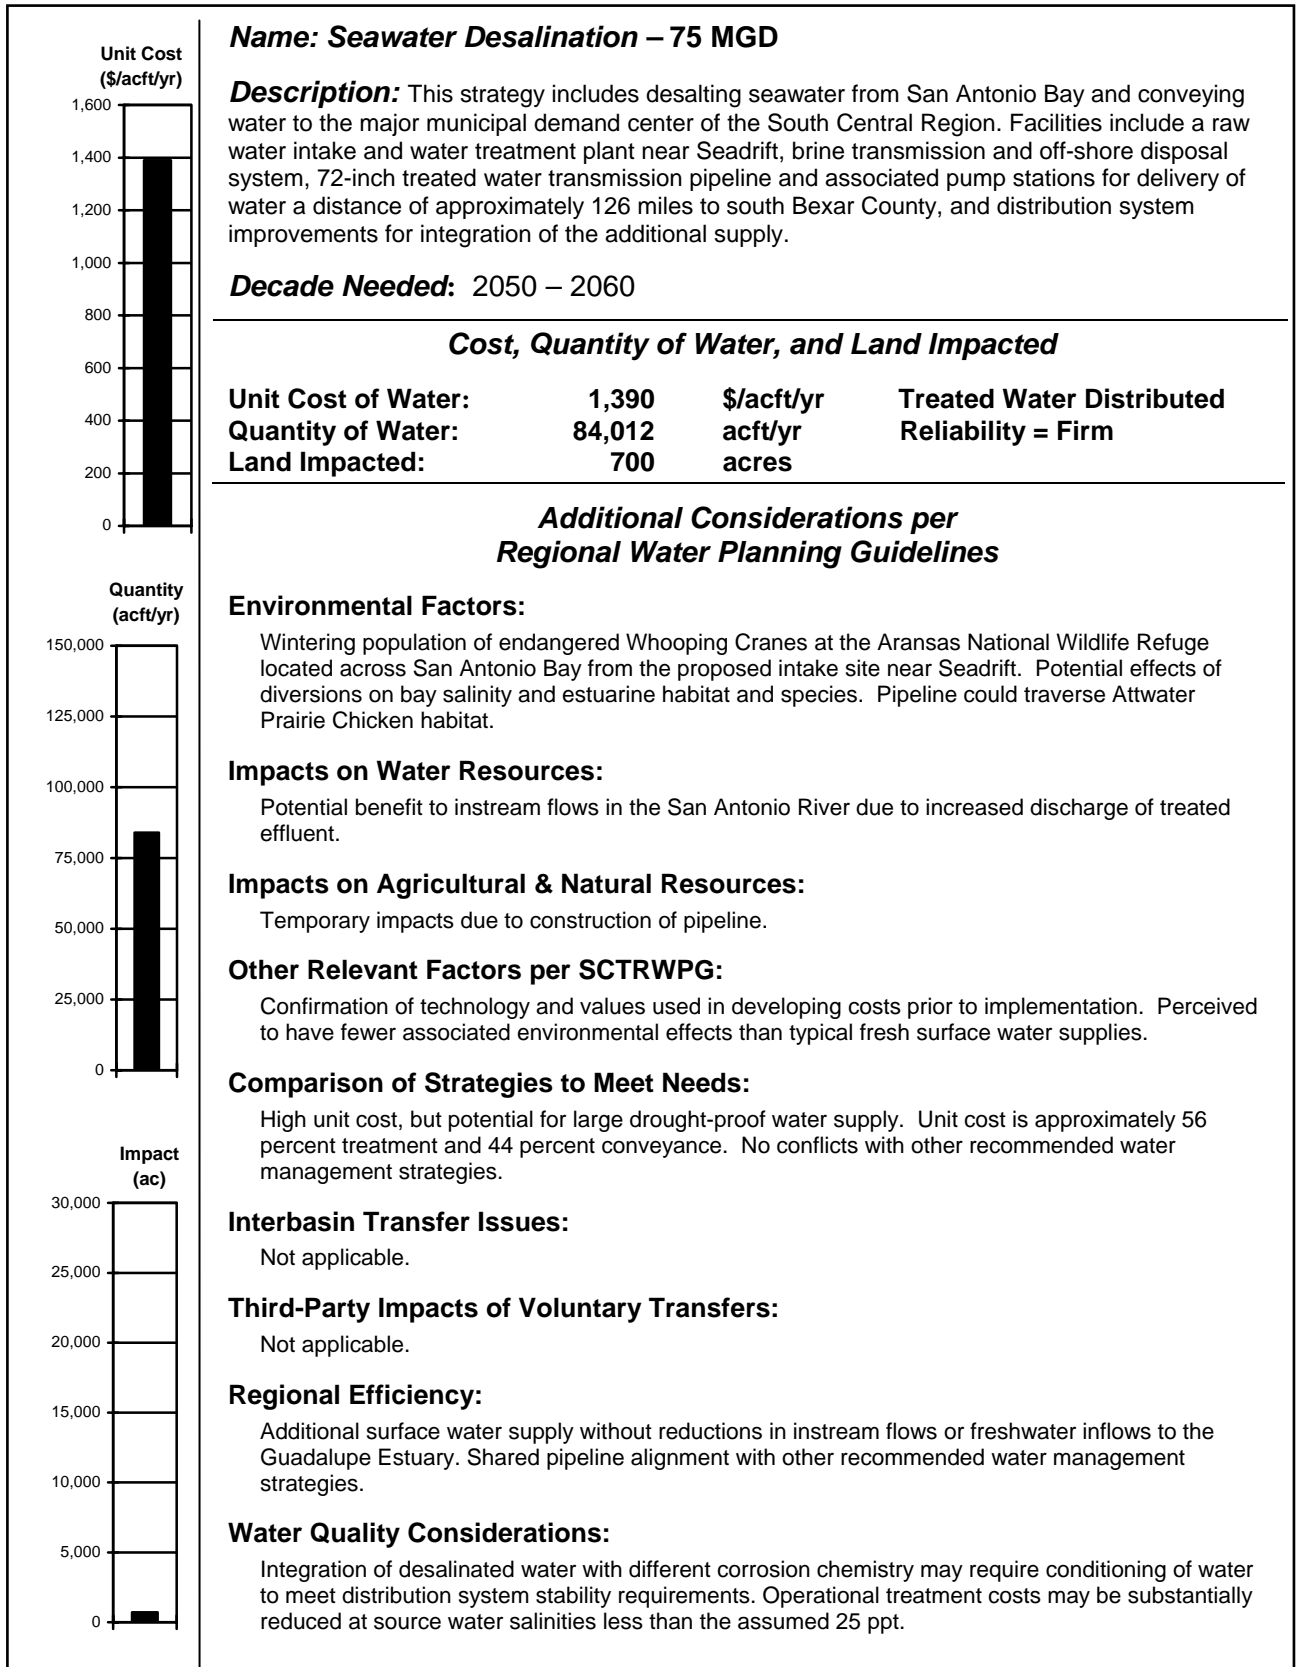 Unit Cost
($/acft/yr)
1,600
1,400
1,200
1,000
800
600
400
200
0
Quantity
(acft/yr)
150,000
125,000
100,000
75,000
50,000
25,000
0
Impact
(ac)
30,000
25,000
20,000
15,000
10,000
5,000
0
Name: Seawater Desalination – 75 MGD
Description: This strategy includes desalting seawater from San Antonio Bay and conveying
water to the major municipal demand center of the South Central Region. Facilities include a raw
water intake and water treatment plant near Seadrift, brine transmission and off-shore disposal
system, 72-inch treated water transmission pipeline and associated pump stations for delivery of
water a distance of approximately 126 miles to south Bexar County, and distribution system
improvements for integration of the additional supply.
Decade Needed: 2050 – 2060
Cost, Quantity of Water, and Land Impacted
Unit Cost of Water: 1,390 $/acft/yr Treated Water Distributed
Quantity of Water: 84,012 acft/yr Reliability = Firm
Land Impacted: 700 acres
Additional Considerations per
Regional Water Planning Guidelines
Environmental Factors:
Wintering population of endangered Whooping Cranes at the Aransas National Wildlife Refuge
located across San Antonio Bay from the proposed intake site near Seadrift. Potential effects of
diversions on bay salinity and estuarine habitat and species. Pipeline could traverse Attwater
Prairie Chicken habitat.
Impacts on Water Resources:
Potential benefit to instream flows in the San Antonio River due to increased discharge of treated
effluent.
Impacts on Agricultural & Natural Resources:
Temporary impacts due to construction of pipeline.
Other Relevant Factors per SCTRWPG:
Confirmation of technology and values used in developing costs prior to implementation. Perceived
to have fewer associated environmental effects than typical fresh surface water supplies.
Comparison of Strategies to Meet Needs:
High unit cost, but potential for large drought-proof water supply. Unit cost is approximately 56
percent treatment and 44 percent conveyance. No conflicts with other recommended water
management strategies.
Interbasin Transfer Issues:
Not applicable.
Third-Party Impacts of Voluntary Transfers:
Not applicable.
Regional Efficiency:
Additional surface water supply without reductions in instream flows or freshwater inflows to the
Guadalupe Estuary. Shared pipeline alignment with other recommended water management
strategies.
Water Quality Considerations:
Integration of desalinated water with different corrosion chemistry may require conditioning of water
to meet distribution system stability requirements. Operational treatment costs may be substantially
reduced at source water salinities less than the assumed 25 ppt.